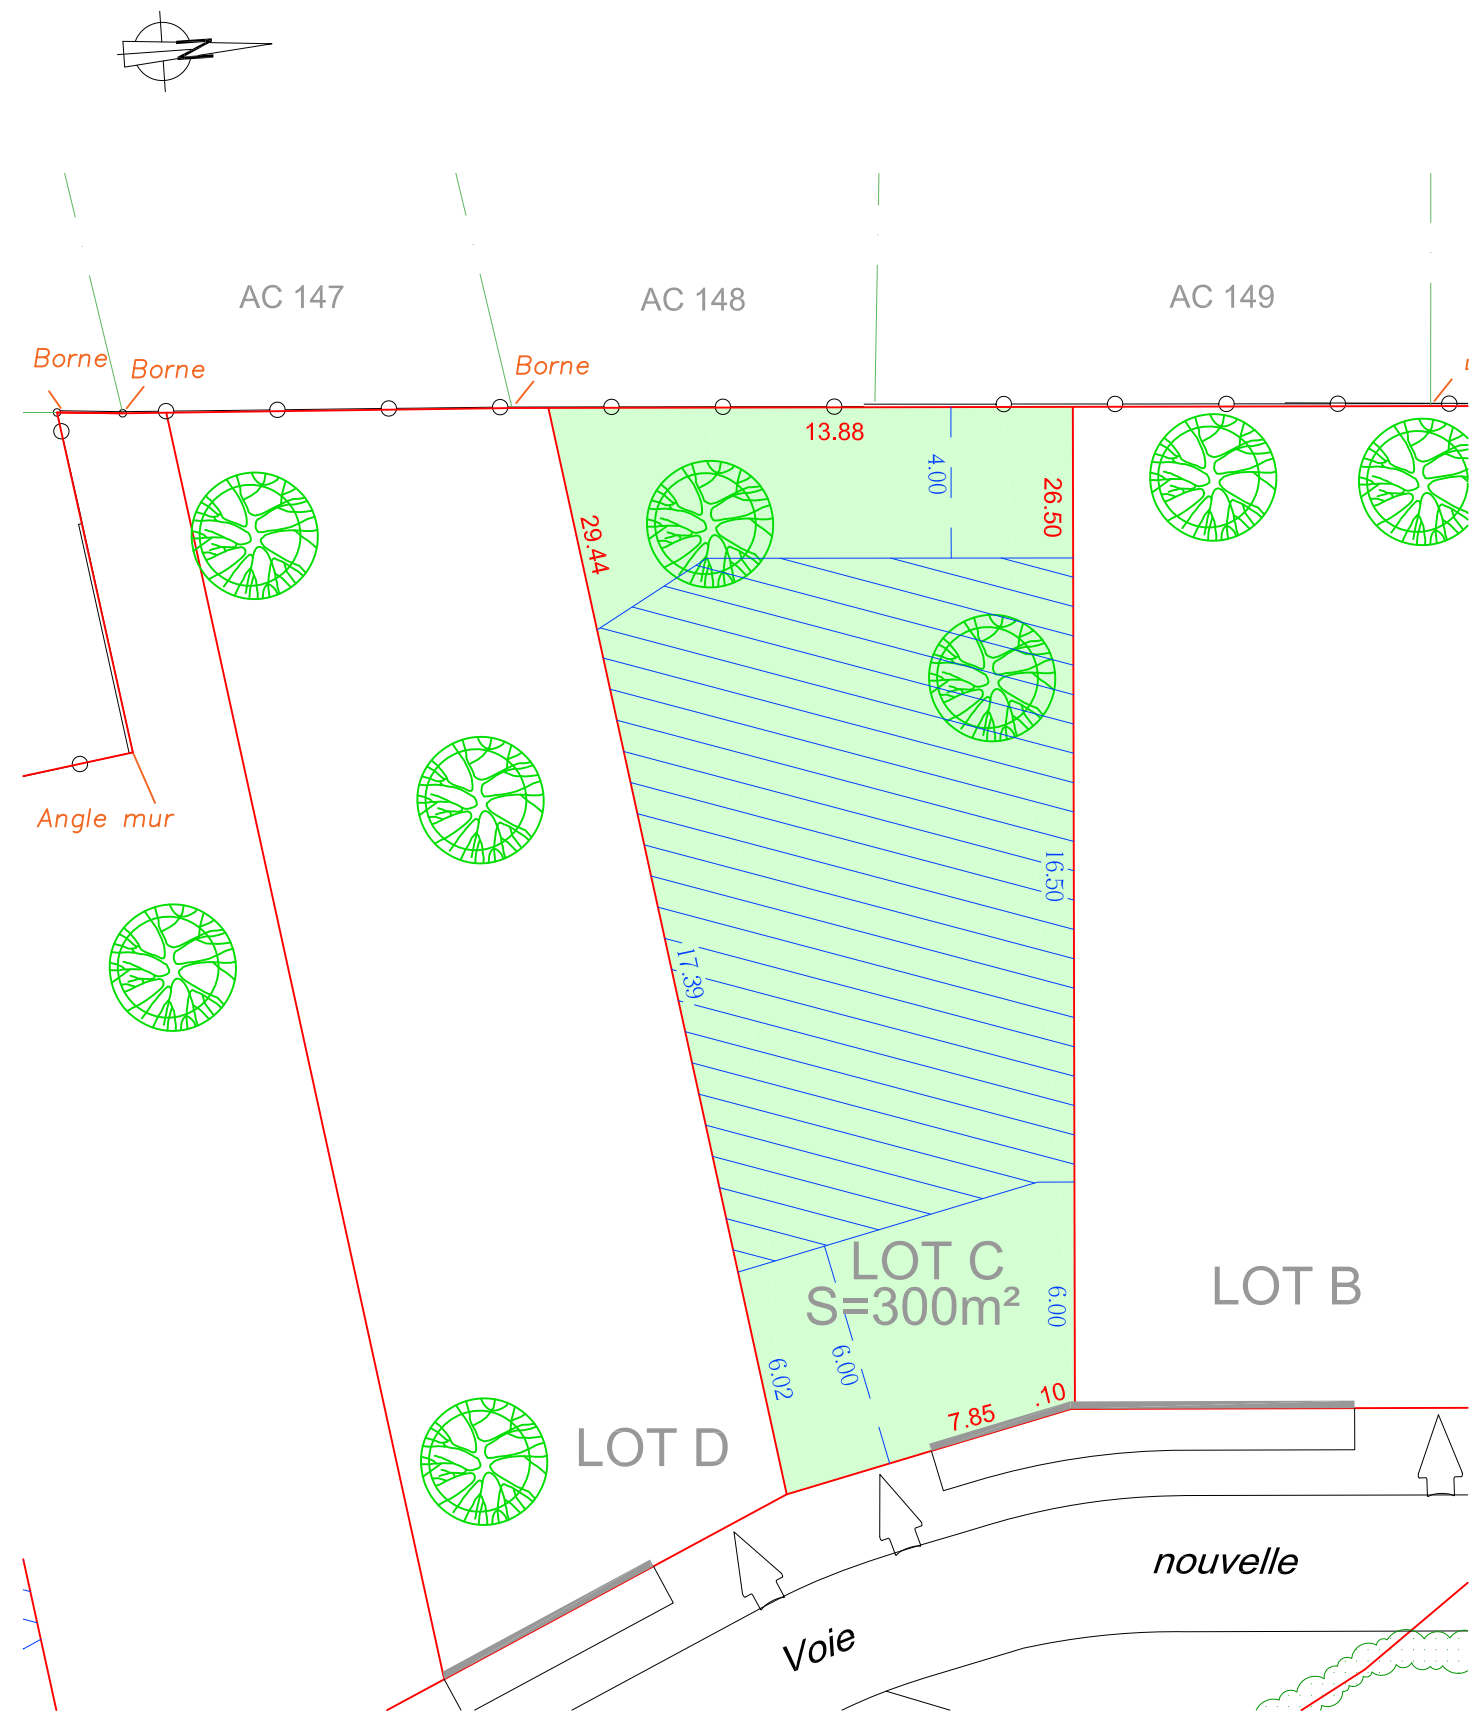 N
AC 147
AC 148
AC 149
Borne
Borne
Borne
13.88
4.00
26.50
29.44
Angle mur
16.50
17.39
LOT C
S=300m²
LOT B
6.00
6.00
6.02
.10
7.85
LOT D
nouvelle
Voie